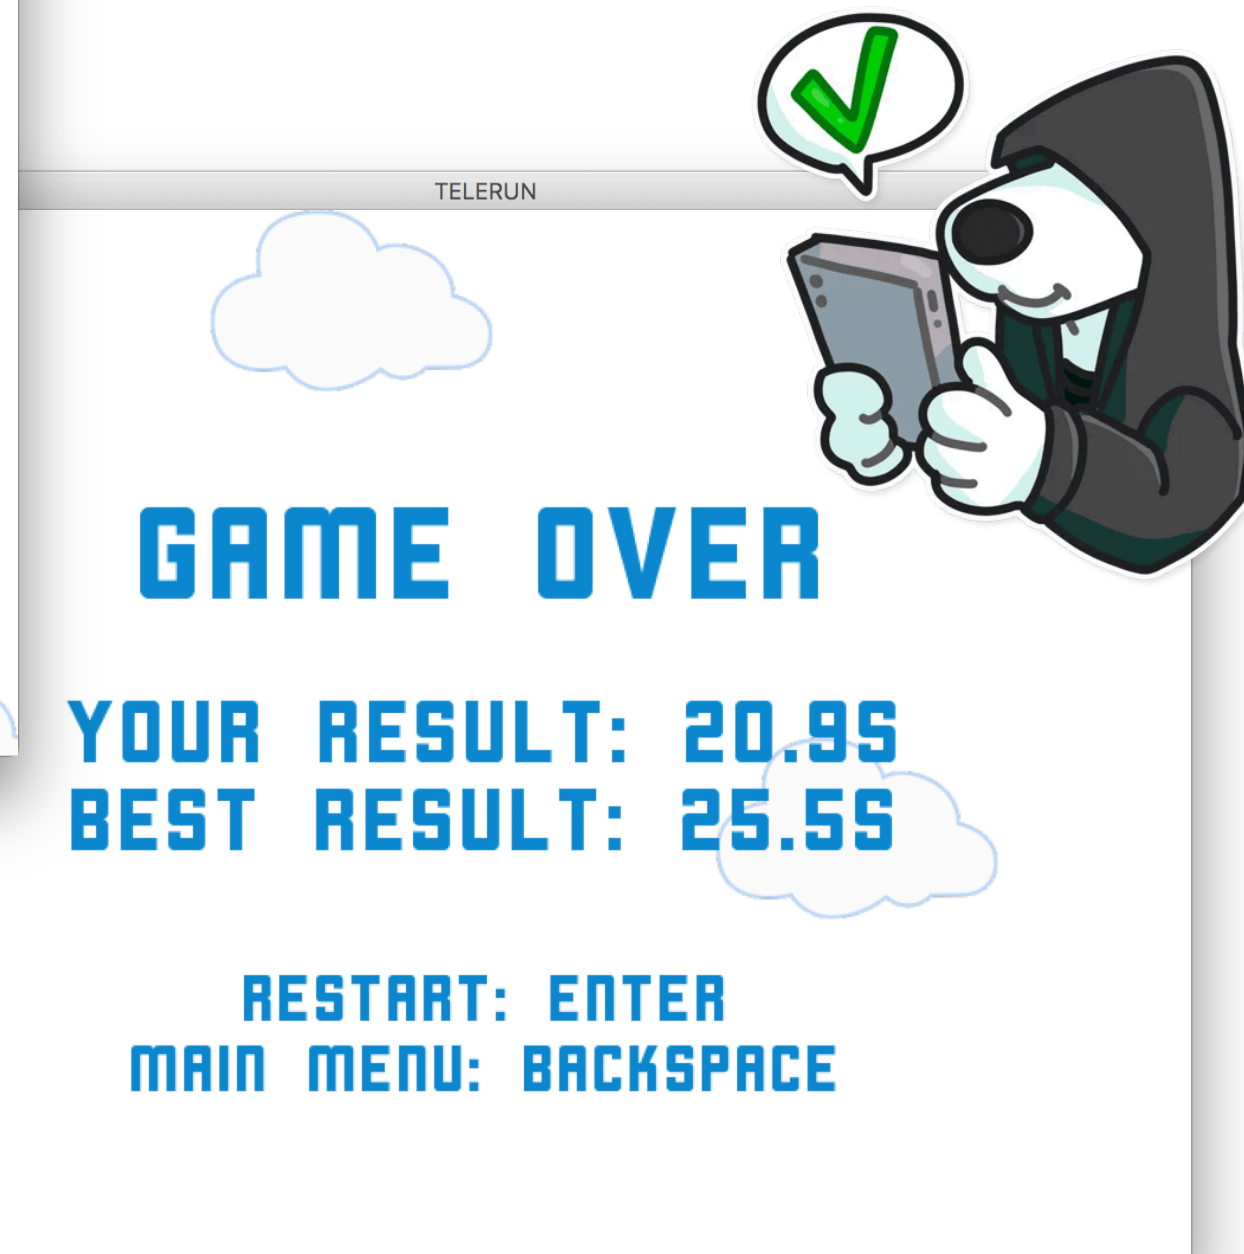 TELERUN
GAME OVER
YOUR RESULT: 20.9S
BEST RESULT: 25.5S
RESTART: ENTER
MAIN MENU: BACKSPACE